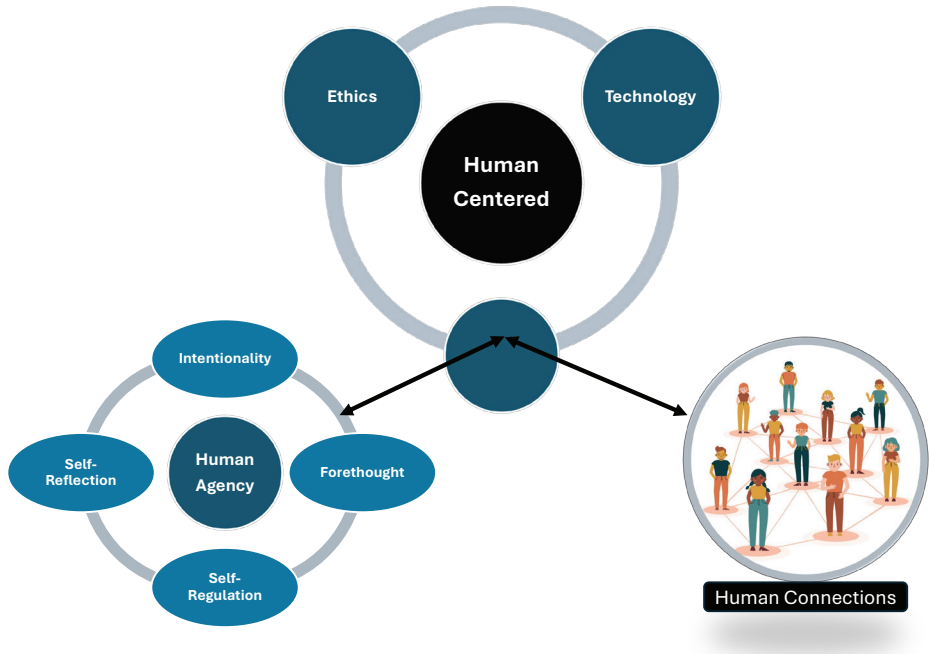 Ethics
Technology
Human
Centered
Intentionality
Self-
Reflection
Human
Agency
Forethought
Self-
Regulation
Human Connections